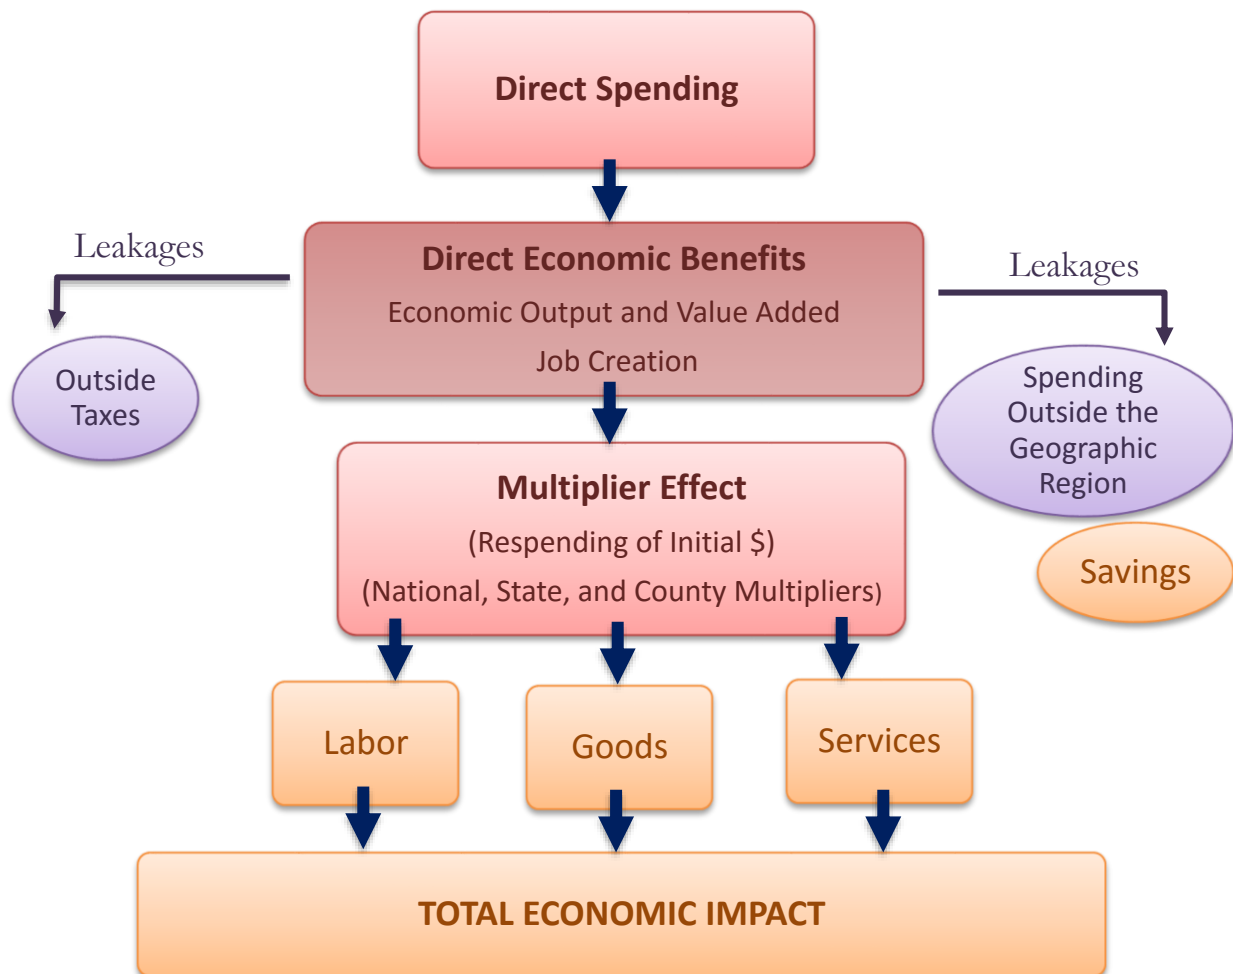 Direct Spending
Leakages
Direct Economic Benefits
Economic Output and Value Added
Job Creation
Leakages
Outside
Taxes
Spending
Outside the
Geographic
Region
Savings
Multiplier Effect
(Respending of Initial $)
(National, State, and County Multipliers)
Labor
Goods
Services
TOTAL ECONOMIC IMPACT